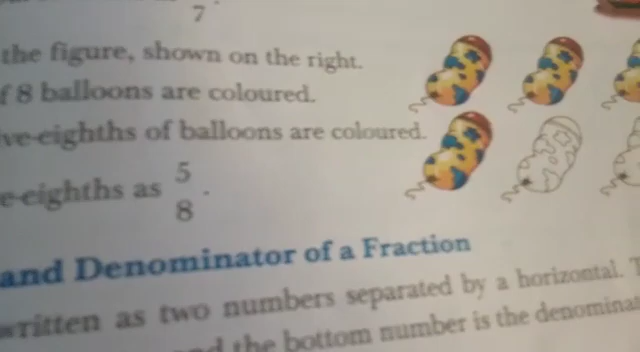 7
the figure, shown on the right.
f 8 balloons are coloured.
ve-eighths of balloons are coloured.
e-eighths as 5/8.
and Denominator of a Fraction
written as two numbers separated by a horizontal.
the bottom number is the denomina